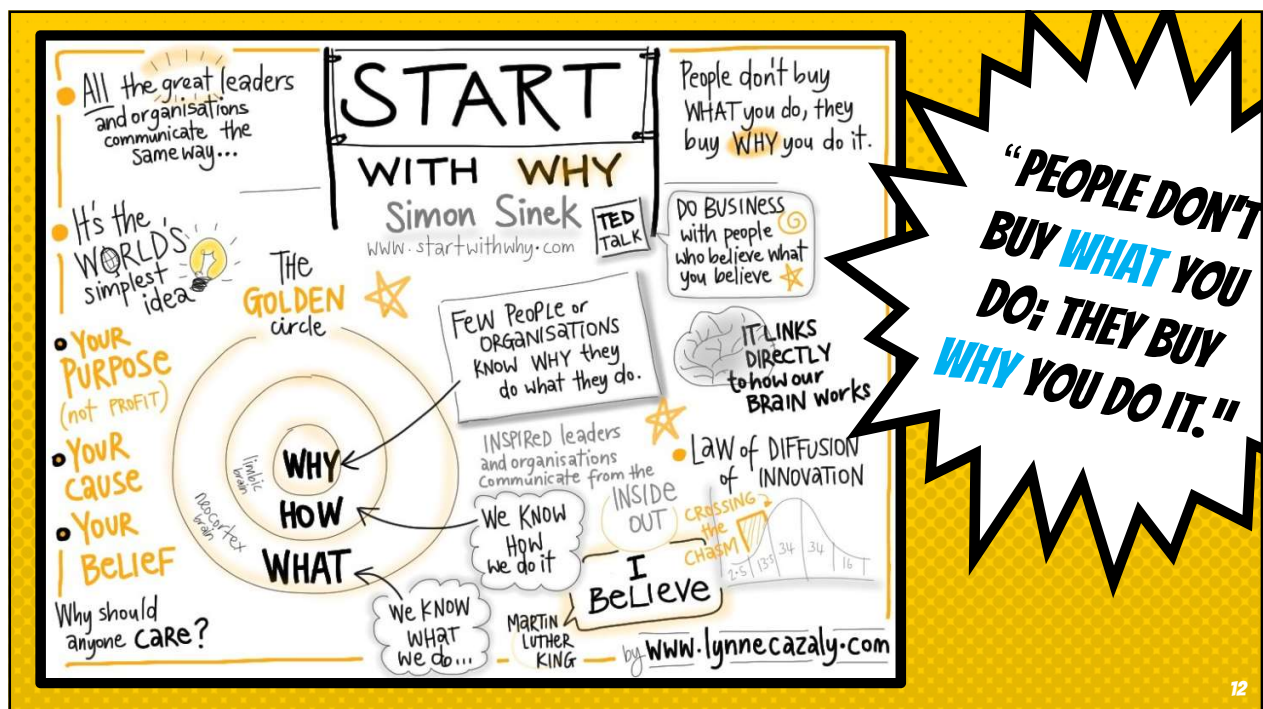 All the great leaders
and organisations
communicate the
same way...
START
WITH WHY
Simon Sinek
TED
TALK
www.startwithwhy.com
People don't buy
WHAT you do, they
buy WHY you do it.
It's the
WORLD'S
simplest
idea
DO BUSINESS
with people
who believe what
you believe
THE
GOLDEN
circle
FEW PEOPLE or
ORGANISATIONS
KNOW WHY they
do what they do.
IT LINKS
DIRECTLY
to how our
BRAIN works
YOUR
PURPOSE
(not PROFIT)
YOUR
CAUSE
YOUR
BELIEF
Why should
anyone CARE?
WHY
limbic
brain
HOW
neocortex
brain
WHAT
INSPIRED leaders
and organisations
communicate from the
INSIDE
OUT
We KNOW
HOW
we do it
We KNOW
WHAT
we do...
I
BELIEVE
MARTIN
LUTHER
KING
LAW of DIFFUSION
of INNOVATION
CROSSING
the
CHASM
2.5 13.5 34 34 16
by www.lynnecazaly.com
“PEOPLE DON'T
BUY WHAT YOU
DO; THEY BUY
WHY YOU DO IT."
12